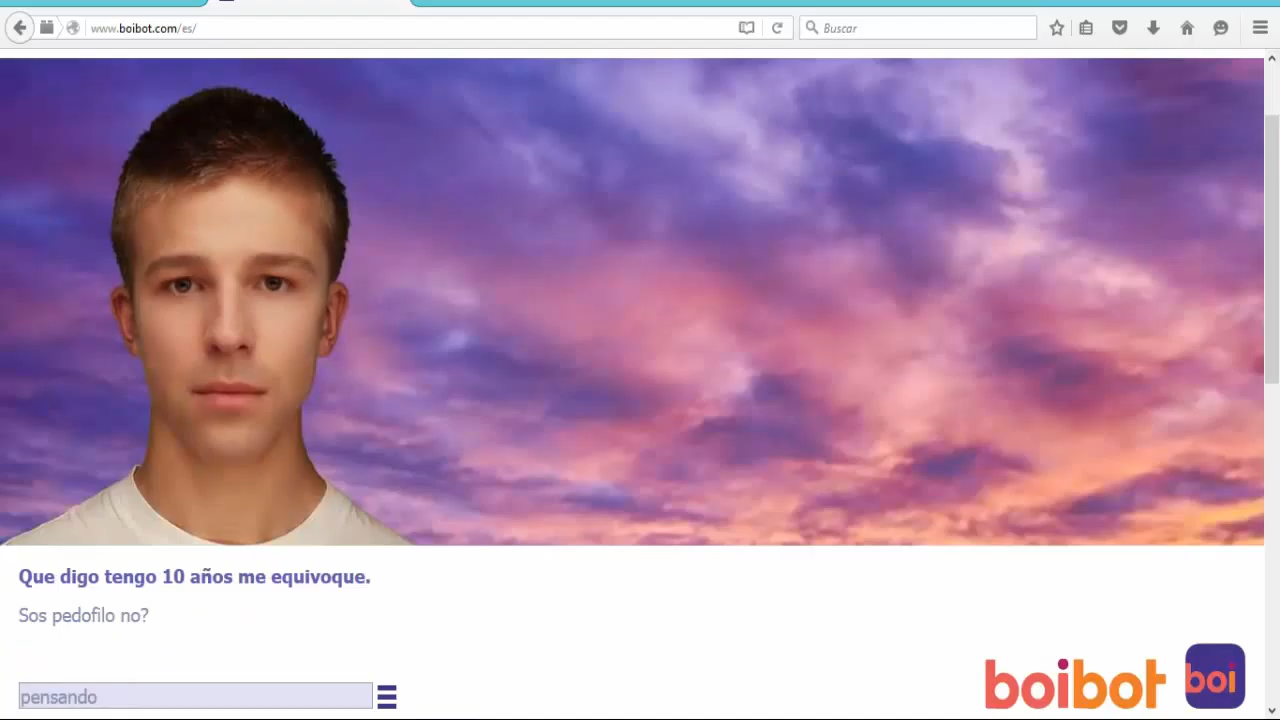 www.boibot.com/es/
Buscar
Que digo tengo 10 años me equivoque.
Sos pedofilo no?
pensando
boibot
boi